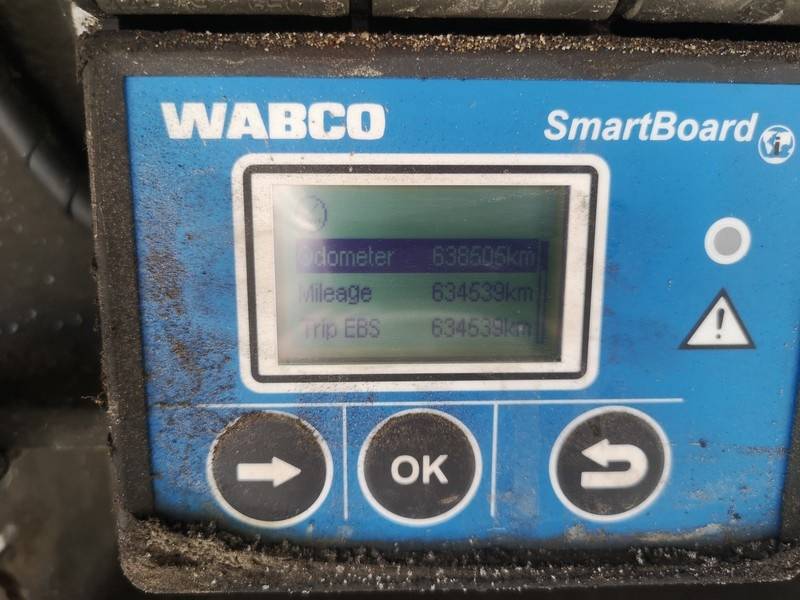 WABCO
SmartBoard
i
Odometer 638505km
Mileage 634539km
Trip EBS 634539km
!
OK